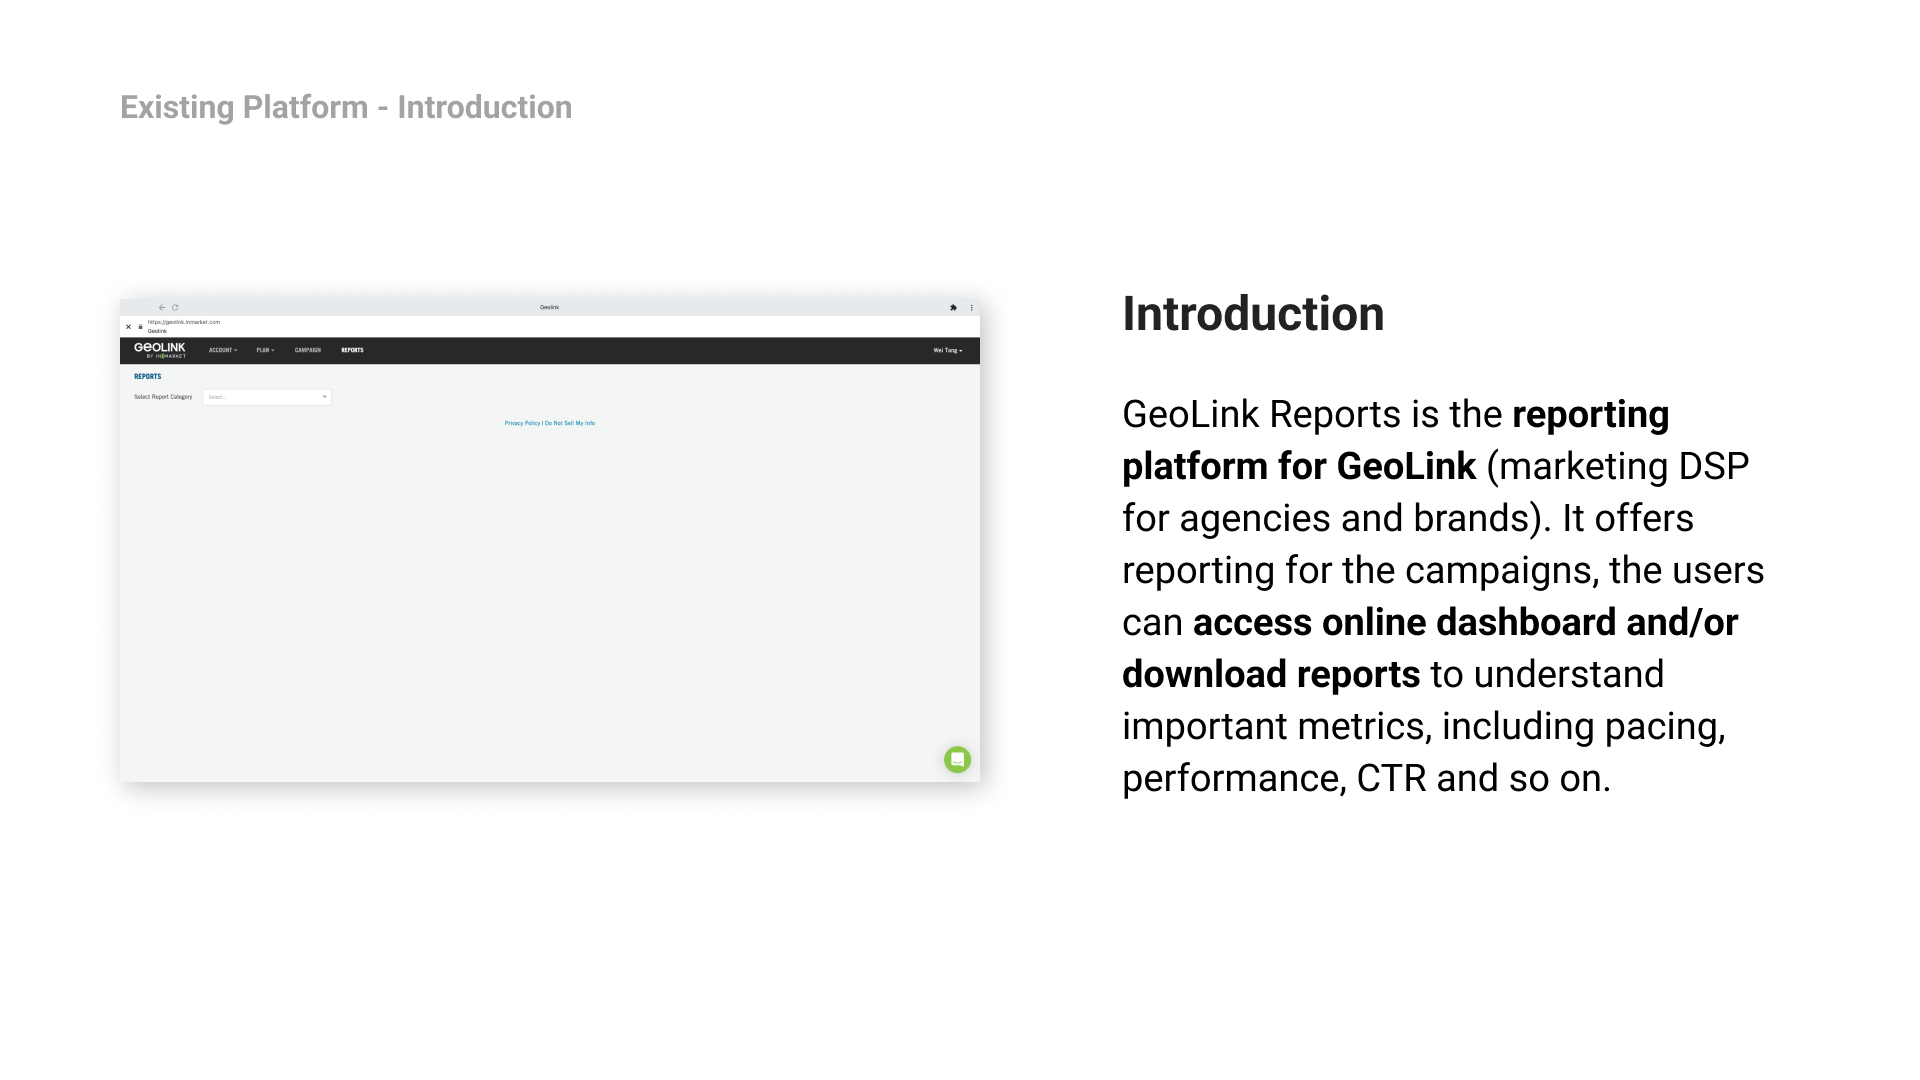 Existing Platform - Introduction
Geolink
https://geolink.inmarket.com
Geolink
GEOLINK
BY INMARKET
ACCOUNT
PLAN
CAMPAIGN
REPORTS
Wei Tang
REPORTS
Select Report Category
Select...
Privacy Policy | Do Not Sell My Info
Introduction
GeoLink Reports is the reporting
platform for GeoLink (marketing DSP
for agencies and brands). It offers
reporting for the campaigns, the users
can access online dashboard and/or
download reports to understand
important metrics, including pacing,
performance, CTR and so on.